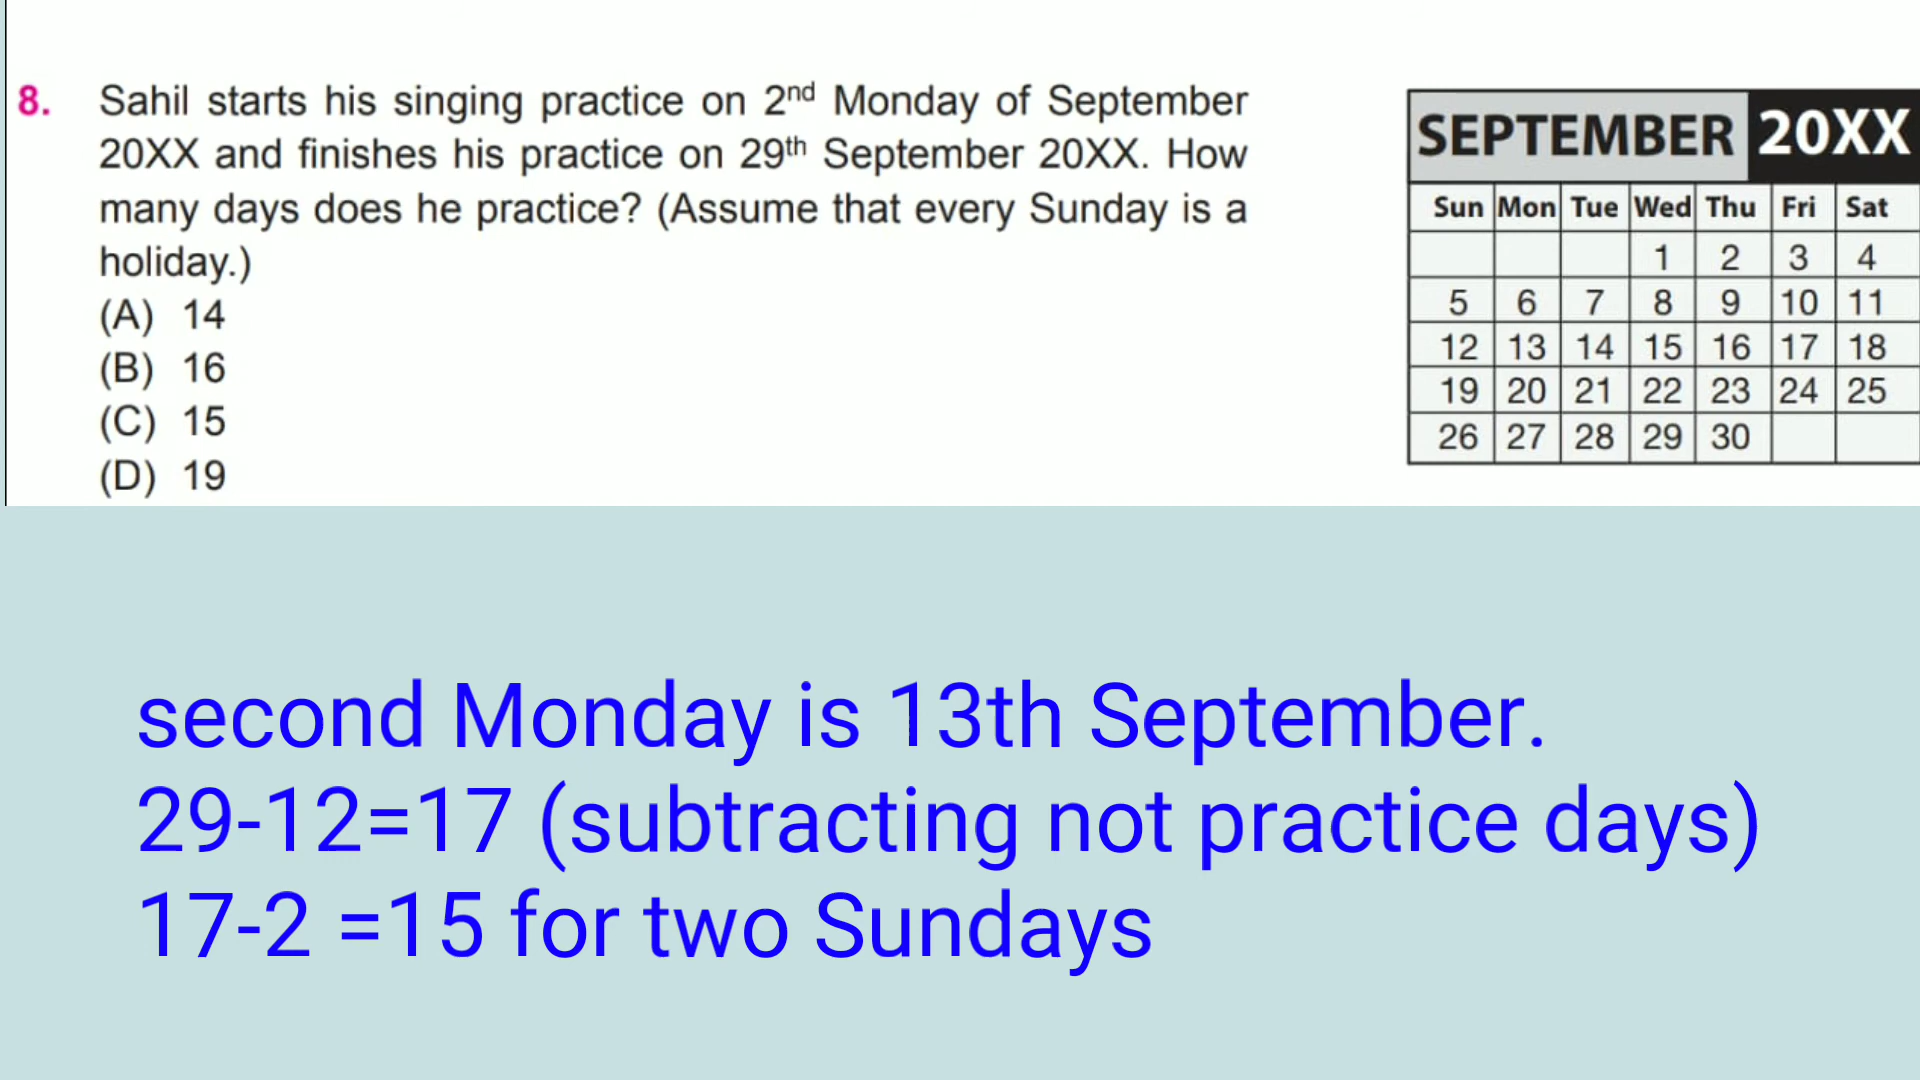 8. Sahil starts his singing practice on 2nd Monday of September
20XX and finishes his practice on 29th September 20XX. How
many days does he practice? (Assume that every Sunday is a
holiday.)
(A) 14
(B) 16
(C) 15
(D) 19
SEPTEMBER 20XX
Sun Mon Tue Wed Thu Fri Sat
1 2 3 4
5 6 7 8 9 10 11
12 13 14 15 16 17 18
19 20 21 22 23 24 25
26 27 28 29 30
second Monday is 13th September.
29-12=17 (subtracting not practice days)
17-2 =15 for two Sundays